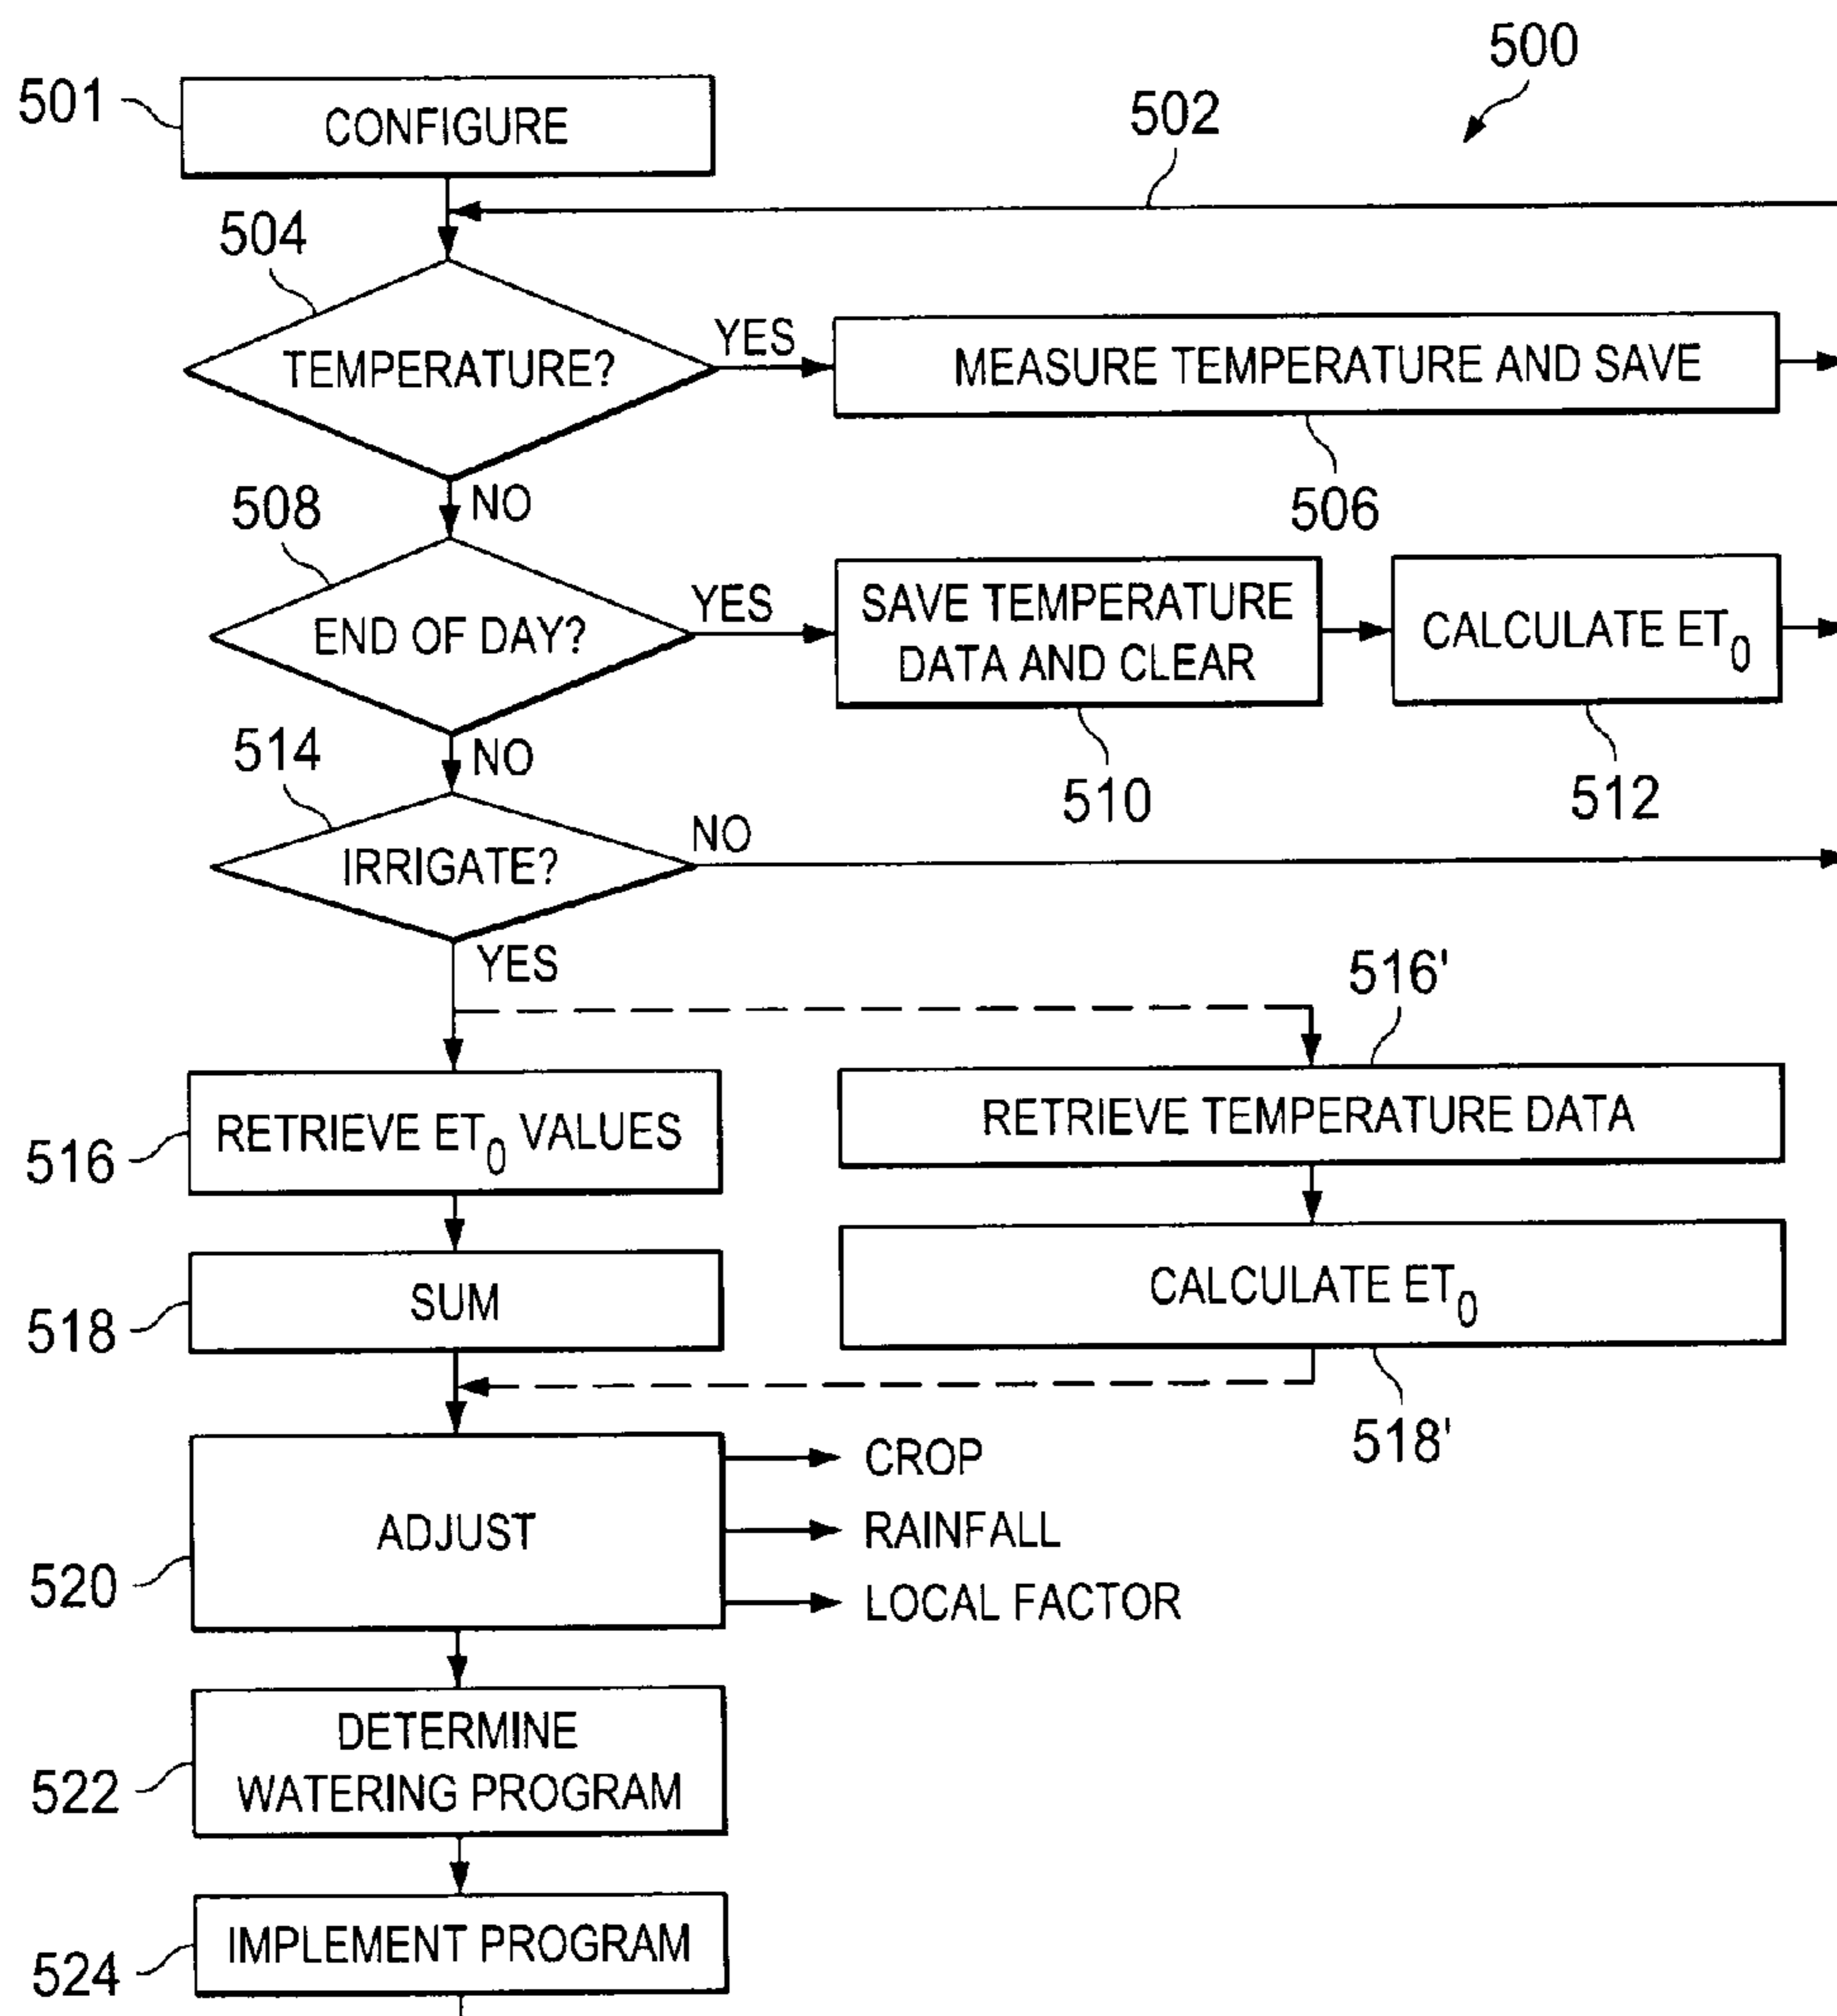 500
501
CONFIGURE
502
504
TEMPERATURE?
YES
MEASURE TEMPERATURE AND SAVE
506
NO
508
END OF DAY?
YES
SAVE TEMPERATURE
DATA AND CLEAR
510
CALCULATE ET0
512
NO
514
IRRIGATE?
NO
YES
516'
516
RETRIEVE ET0 VALUES
RETRIEVE TEMPERATURE DATA
518
SUM
CALCULATE ET0
518'
520
ADJUST
CROP
RAINFALL
LOCAL FACTOR
522
DETERMINE
WATERING PROGRAM
524
IMPLEMENT PROGRAM